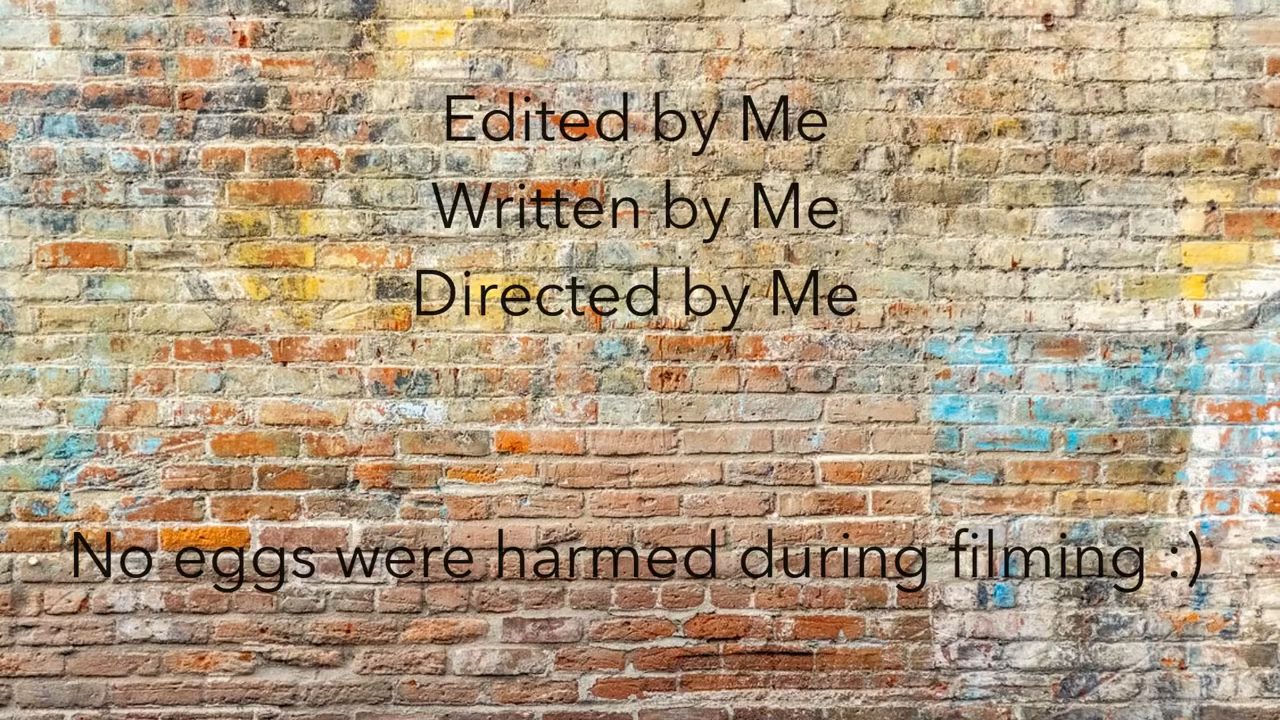 Edited by Me
Written by Me
Directed by Me
No eggs were harmed during filming :)